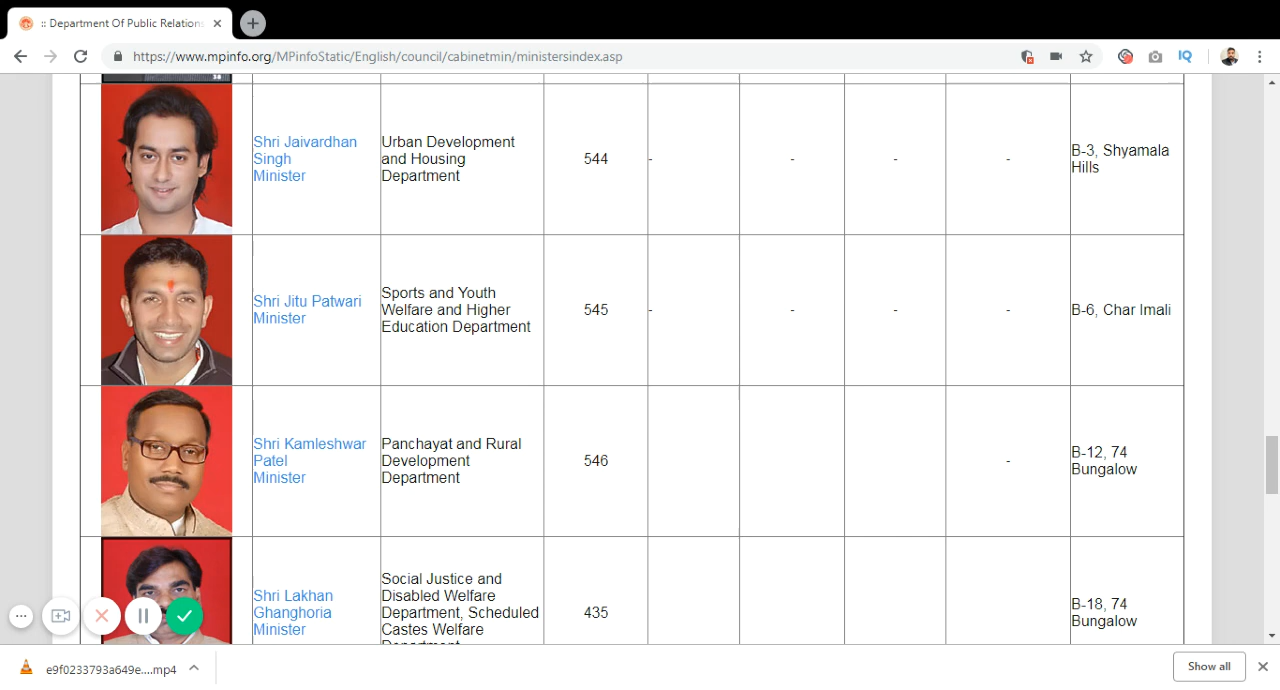 :: Department Of Public Relations
https://www.mpinfo.org/MPinfoStatic/English/council/cabinetmin/ministersindex.asp
IQ
Shri Jaivardhan
Singh
Minister
Urban Development
and Housing
Department
544
-
-
-
-
B-3, Shyamala
Hills
Shri Jitu Patwari
Minister
Sports and Youth
Welfare and Higher
Education Department
545
-
-
-
-
B-6, Char Imali
Shri Kamleshwar
Patel
Minister
Panchayat and Rural
Development
Department
546
-
B-12, 74
Bungalow
Shri Lakhan
Ghanghoria
Minister
Social Justice and
Disabled Welfare
Department, Scheduled
Castes Welfare
Department
435
B-18, 74
Bungalow
e9f0233793a649e....mp4
Show all